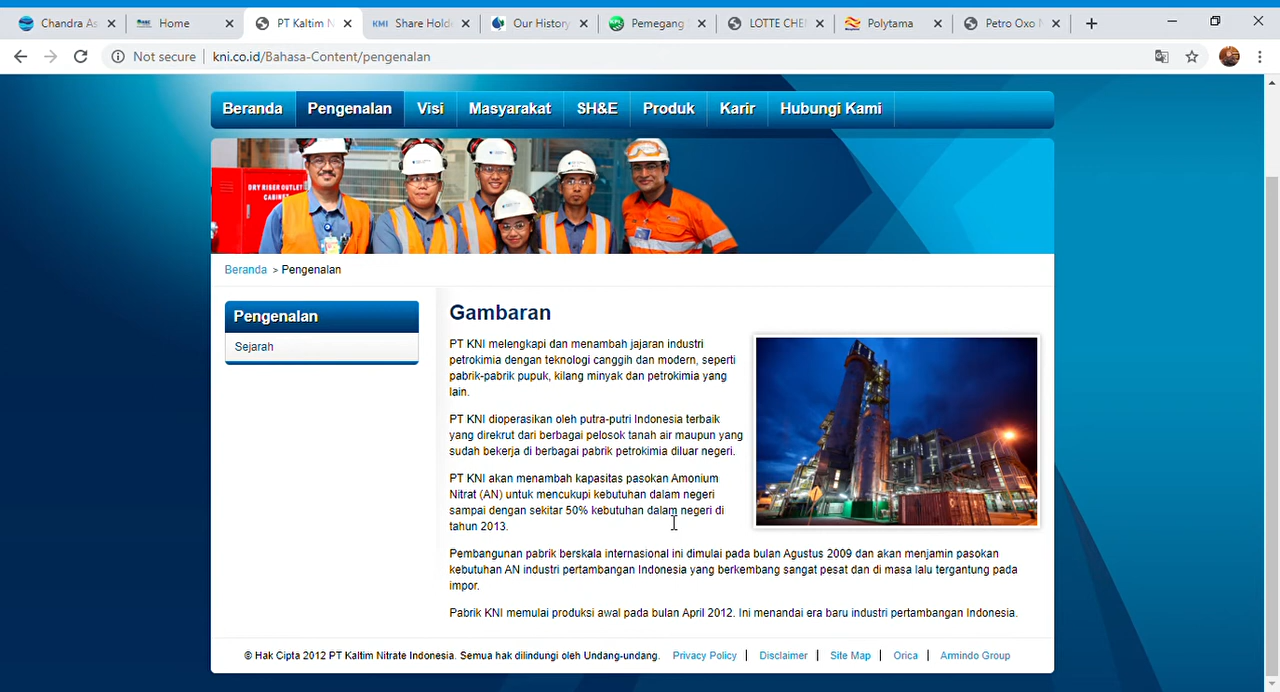 Chandra As
Home
PT Kaltim N
KMI Share Hold
Our History
Pemegang
LOTTE CHE
Polytama
Petro Oxo N
Not secure kni.co.id/Bahasa-Content/pengenalan
Beranda Pengenalan Visi Masyarakat SH&E Produk Karir Hubungi Kami
DRY RISER OUTLET
CABINET
Beranda > Pengenalan
Pengenalan
Sejarah
Gambaran
PT KNI melengkapi dan menambah jajaran industri
petrokimia dengan teknologi canggih dan modern, seperti
pabrik-pabrik pupuk, kilang minyak dan petrokimia yang
lain.
PT KNI dioperasikan oleh putra-putri Indonesia terbaik
yang direkrut dari berbagai pelosok tanah air maupun yang
sudah bekerja di berbagai pabrik petrokimia diluar negeri.
PT KNI akan menambah kapasitas pasokan Amonium
Nitrat (AN) untuk mencukupi kebutuhan dalam negeri
sampai dengan sekitar 50% kebutuhan dalam negeri di
tahun 2013.
Pembangunan pabrik berskala internasional ini dimulai pada bulan Agustus 2009 dan akan menjamin pasokan
kebutuhan AN industri pertambangan Indonesia yang berkembang sangat pesat dan di masa lalu tergantung pada
impor.
Pabrik KNI memulai produksi awal pada bulan April 2012. Ini menandai era baru industri pertambangan Indonesia.
© Hak Cipta 2012 PT Kaltim Nitrate Indonesia. Semua hak dilindungi oleh Undang-undang. Privacy Policy | Disclaimer | Site Map | Orica | Armindo Group